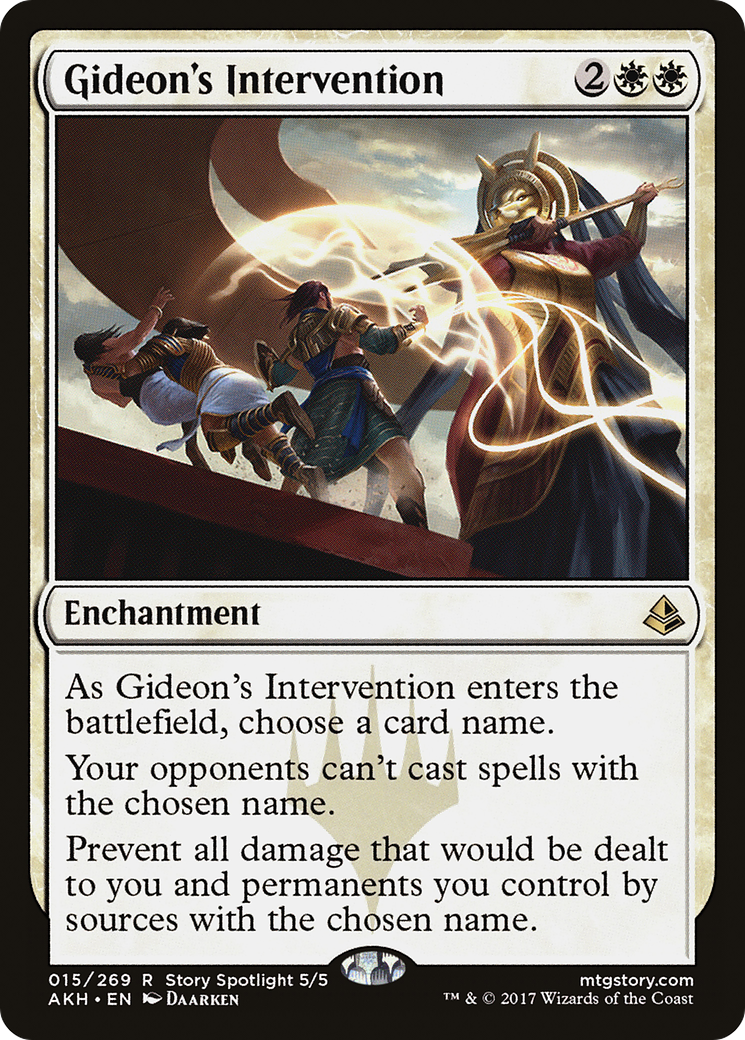 Gideon's Intervention 2
Enchantment
As Gideon's Intervention enters the
battlefield, choose a card name.
Your opponents can't cast spells with
the chosen name.
Prevent all damage that would be dealt
to you and permanents you control by
sources with the chosen name.
015/269 R Story Spotlight 5/5
mtgstory.com
AKH • EN Daarken
™ & © 2017 Wizards of the Coast